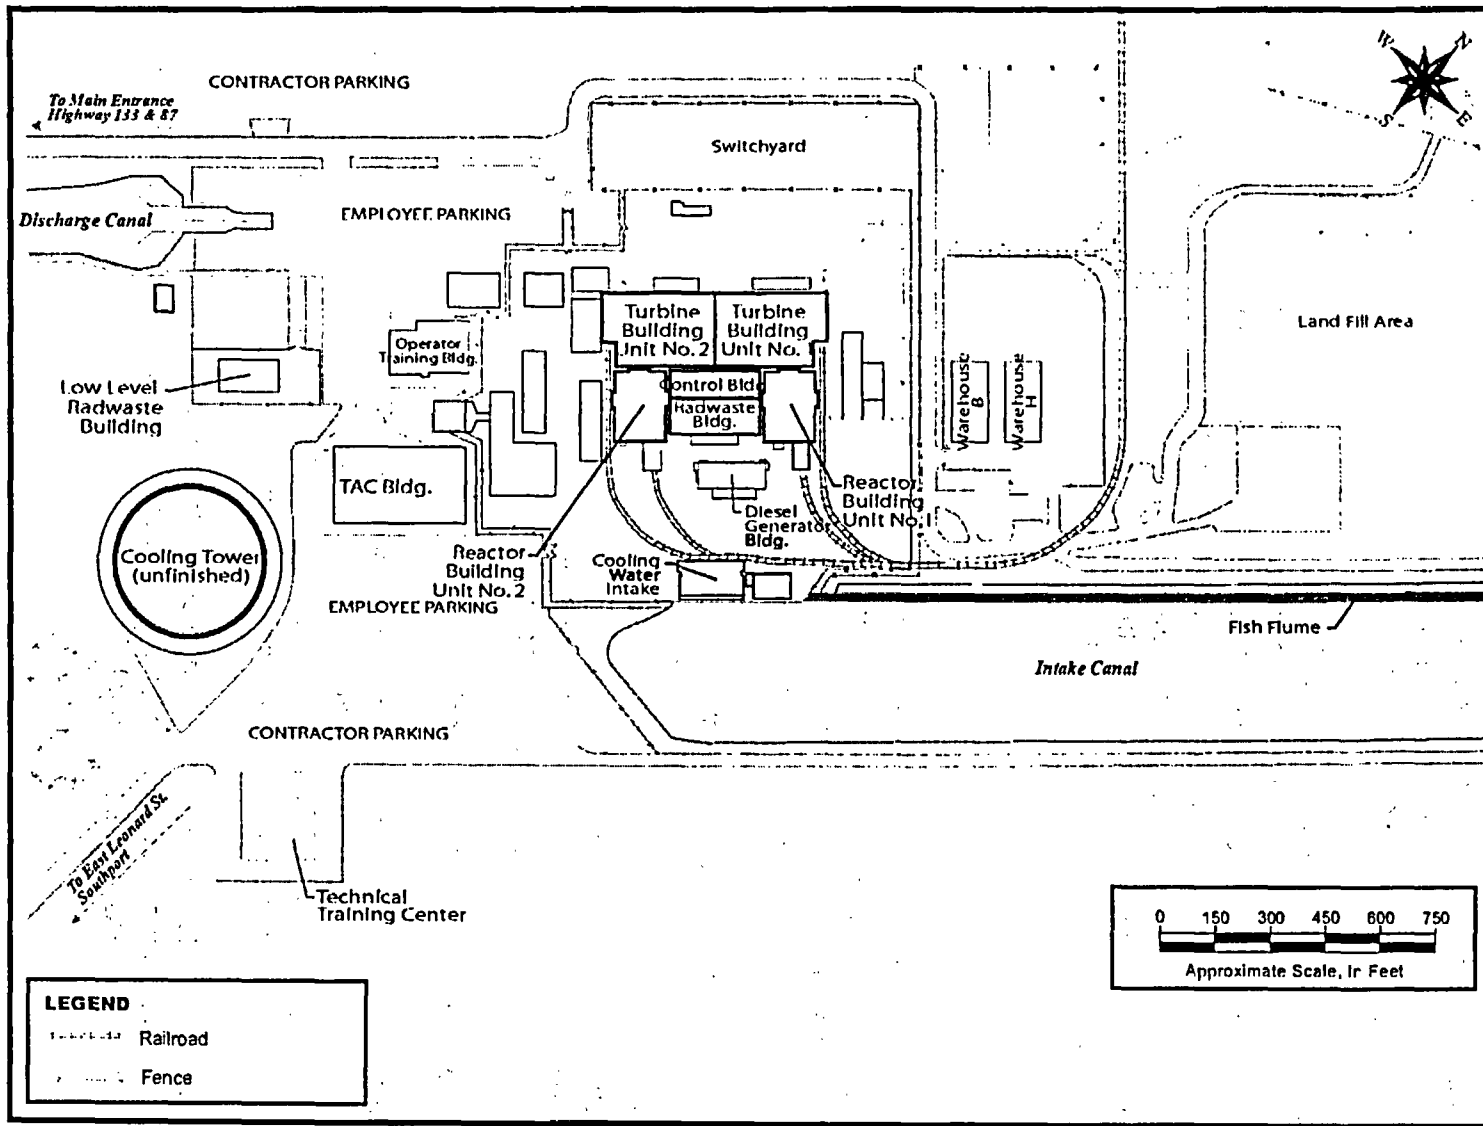 CONTRACTOR PARKING
To Main Entrance
Highway 133 & 87
W
N
S
E
Switchyard
Discharge Canal
EMPLOYEE PARKING
Turbine
Building
Unit No. 2
Turbine
Building
Unit No. 1
Operator
Training Bldg.
Control Bldg
Radwaste
Bldg.
Land Fill Area
Warehouse
B
Warehouse
H
Low Level
Radwaste
Building
TAC Bldg.
Reactor
Building
Unit No. 1
Diesel
Generator
Bldg.
Cooling Tower
(unfinished)
Reactor
Building
Unit No. 2
Cooling
Water
Intake
EMPLOYEE PARKING
Fish Flume
Intake Canal
CONTRACTOR PARKING
To East Leonard St.
Southport
Technical
Training Center
0 150 300 450 600 750
Approximate Scale, In Feet
LEGEND
Railroad
Fence